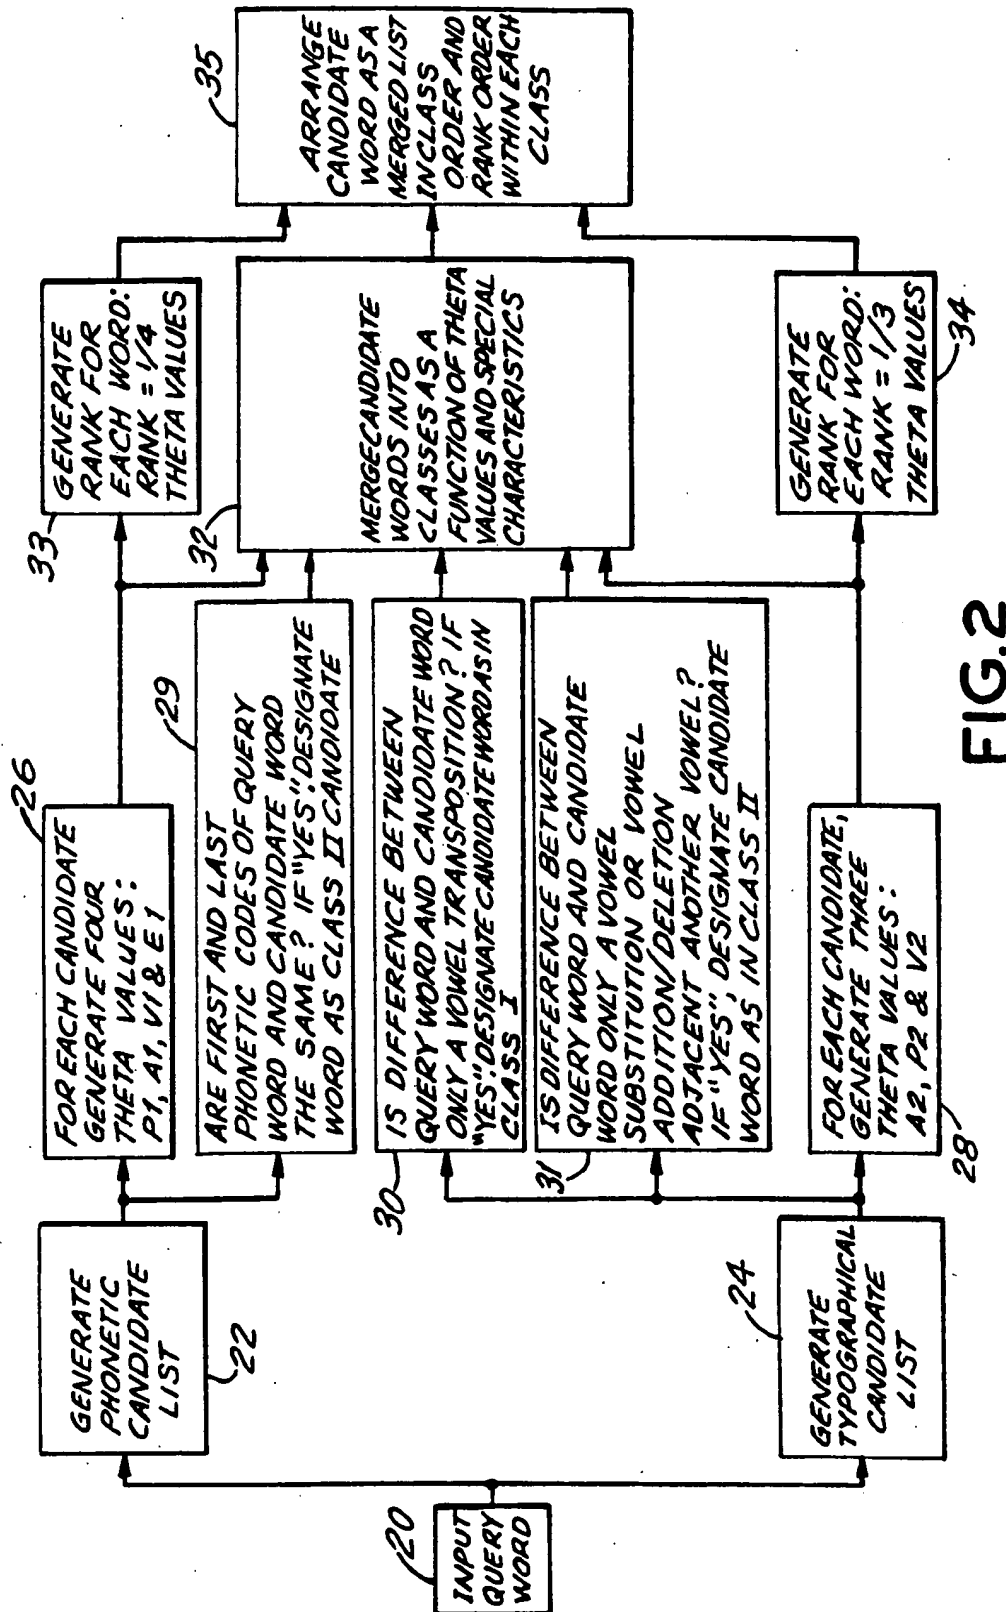 20
INPUT
QUERY
WORD
GENERATE
PHONETIC
CANDIDATE
LIST
22
24
GENERATE
TYPOGRAPHICAL
CANDIDATE
LIST
26
FOR EACH CANDIDATE
GENERATE FOUR
THETA VALUES:
P1, A1, V1 & E1
29
ARE FIRST AND LAST
PHONETIC CODES OF QUERY
WORD AND CANDIDATE WORD
THE SAME? IF "YES". DESIGNATE
WORD AS CLASS II CANDIDATE
30
IS DIFFERENCE BETWEEN
QUERY WORD AND CANDIDATE WORD
ONLY A VOWEL TRANSPOSITION? IF
"YES". DESIGNATE CANDIDATE WORD AS IN
CLASS I
31
IS DIFFERENCE BETWEEN
QUERY WORD AND CANDIDATE
WORD ONLY A VOWEL
SUBSTITUTION OR VOWEL
ADDITION/DELETION
ADJACENT ANOTHER VOWEL?
IF "YES", DESIGNATE CANDIDATE
WORD AS IN CLASS II
FOR EACH CANDIDATE,
GENERATE THREE
THETA VALUES:
A2, P2 & V2
28
33
GENERATE
RANK FOR
EACH WORD:
RANK = 1/4
THETA VALUES
32
MERGECANDIDATE
WORDS INTO
CLASSES AS A
FUNCTION OF THETA
VALUES AND SPECIAL
CHARACTERISTICS
GENERATE
RANK FOR
EACH WORD:
RANK = 1/3
THETA VALUES
34
35
ARRANGE
CANDIDATE
WORD AS A
MERGED LIST
IN CLASS
ORDER AND
RANK ORDER
WITHIN EACH
CLASS
FIG.2